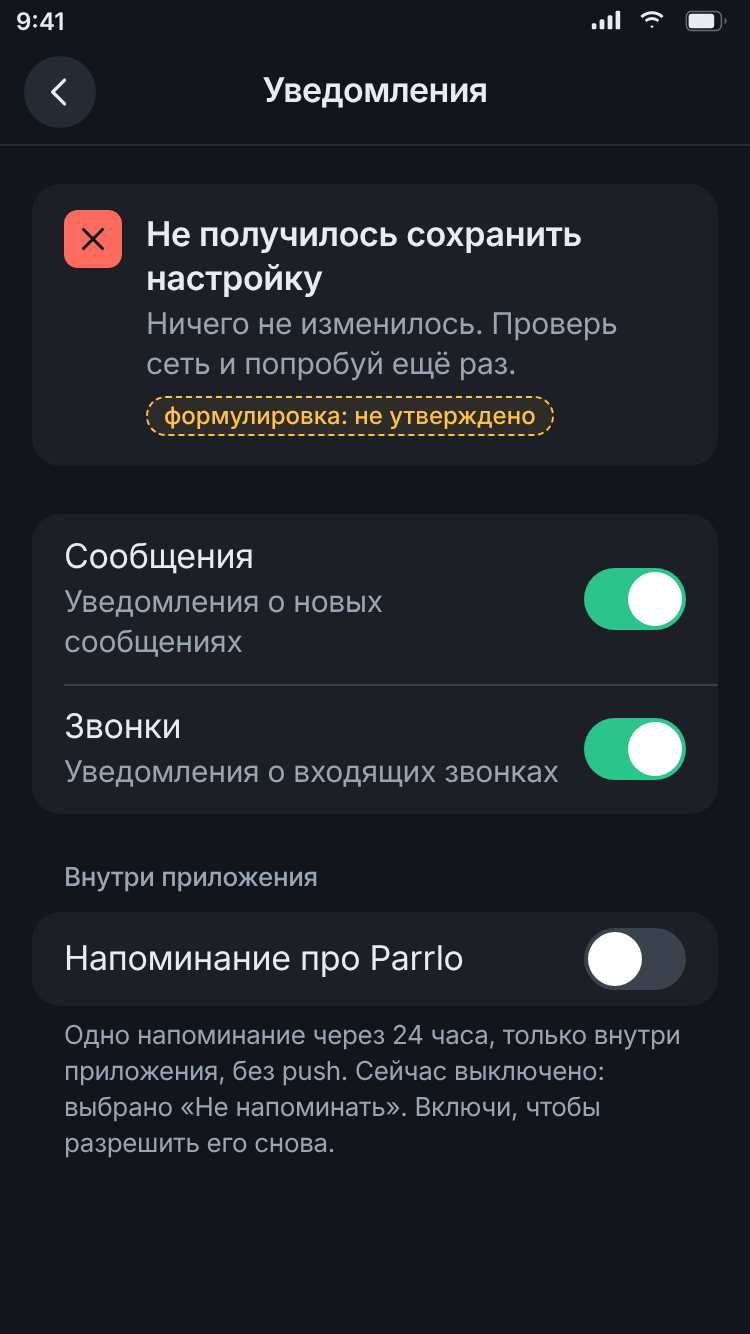 9:41
Уведомления
Не получилось сохранить
настройку
Ничего не изменилось. Проверь
сеть и попробуй ещё раз.
формулировка: не утверждено
Сообщения
Уведомления о новых
сообщениях
Звонки
Уведомления о входящих звонках
Внутри приложения
Напоминание про Parrlo
Одно напоминание через 24 часа, только внутри
приложения, без push. Сейчас выключено:
выбрано «Не напоминать». Включи, чтобы
разрешить его снова.